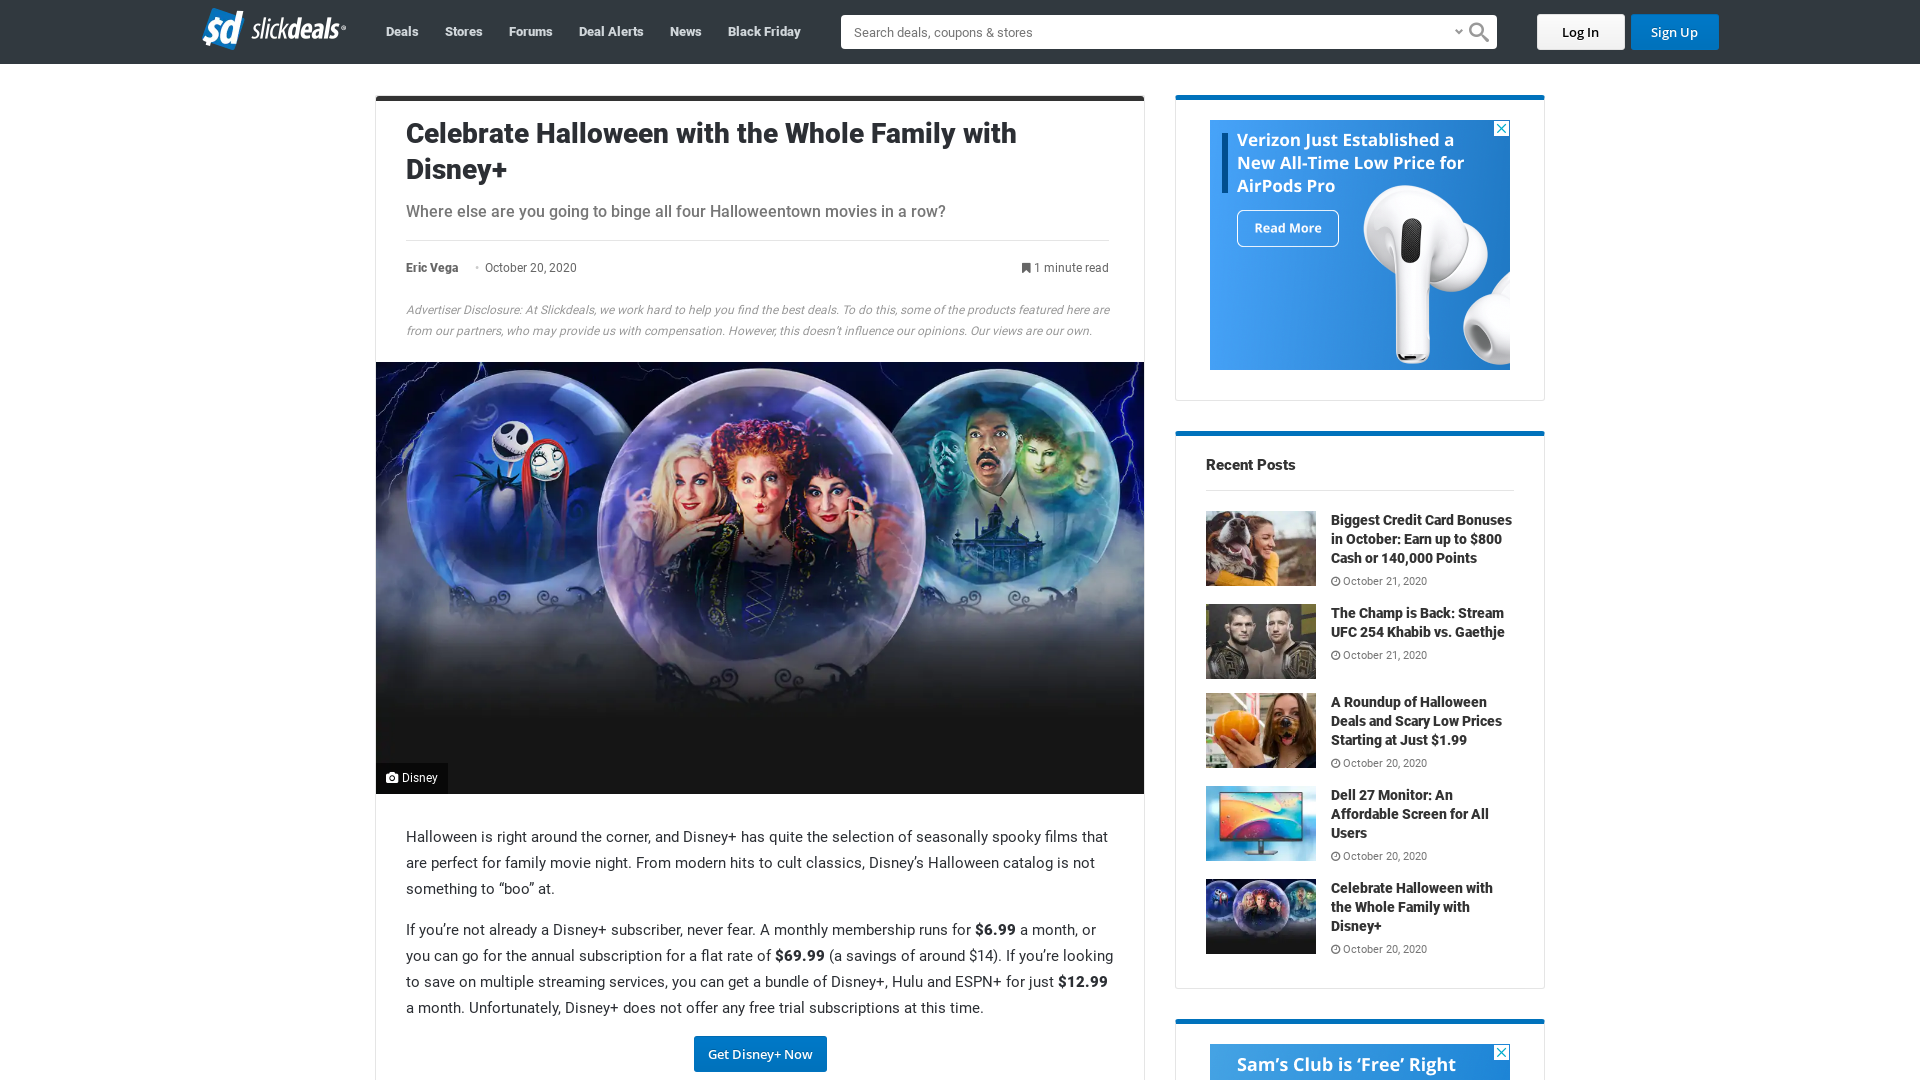 sd slickdeals®
Deals
Stores
Forums
Deal Alerts
News
Black Friday
Search deals, coupons & stores
Log In
Sign Up
Celebrate Halloween with the Whole Family with
Disney+
Where else are you going to binge all four Halloweentown movies in a row?
Eric Vega • October 20, 2020
1 minute read
Advertiser Disclosure: At Slickdeals, we work hard to help you find the best deals. To do this, some of the products featured here are
from our partners, who may provide us with compensation. However, this doesn’t influence our opinions. Our views are our own.
Disney
Halloween is right around the corner, and Disney+ has quite the selection of seasonally spooky films that
are perfect for family movie night. From modern hits to cult classics, Disney’s Halloween catalog is not
something to “boo” at.
If you’re not already a Disney+ subscriber, never fear. A monthly membership runs for $6.99 a month, or
you can go for the annual subscription for a flat rate of $69.99 (a savings of around $14). If you’re looking
to save on multiple streaming services, you can get a bundle of Disney+, Hulu and ESPN+ for just $12.99
a month. Unfortunately, Disney+ does not offer any free trial subscriptions at this time.
Get Disney+ Now
Verizon Just Established a
New All-Time Low Price for
AirPods Pro
Read More
Recent Posts
Biggest Credit Card Bonuses
in October: Earn up to $800
Cash or 140,000 Points
October 21, 2020
The Champ is Back: Stream
UFC 254 Khabib vs. Gaethje
October 21, 2020
A Roundup of Halloween
Deals and Scary Low Prices
Starting at Just $1.99
October 20, 2020
Dell 27 Monitor: An
Affordable Screen for All
Users
October 20, 2020
Celebrate Halloween with
the Whole Family with
Disney+
October 20, 2020
Sam’s Club is ‘Free’ Right